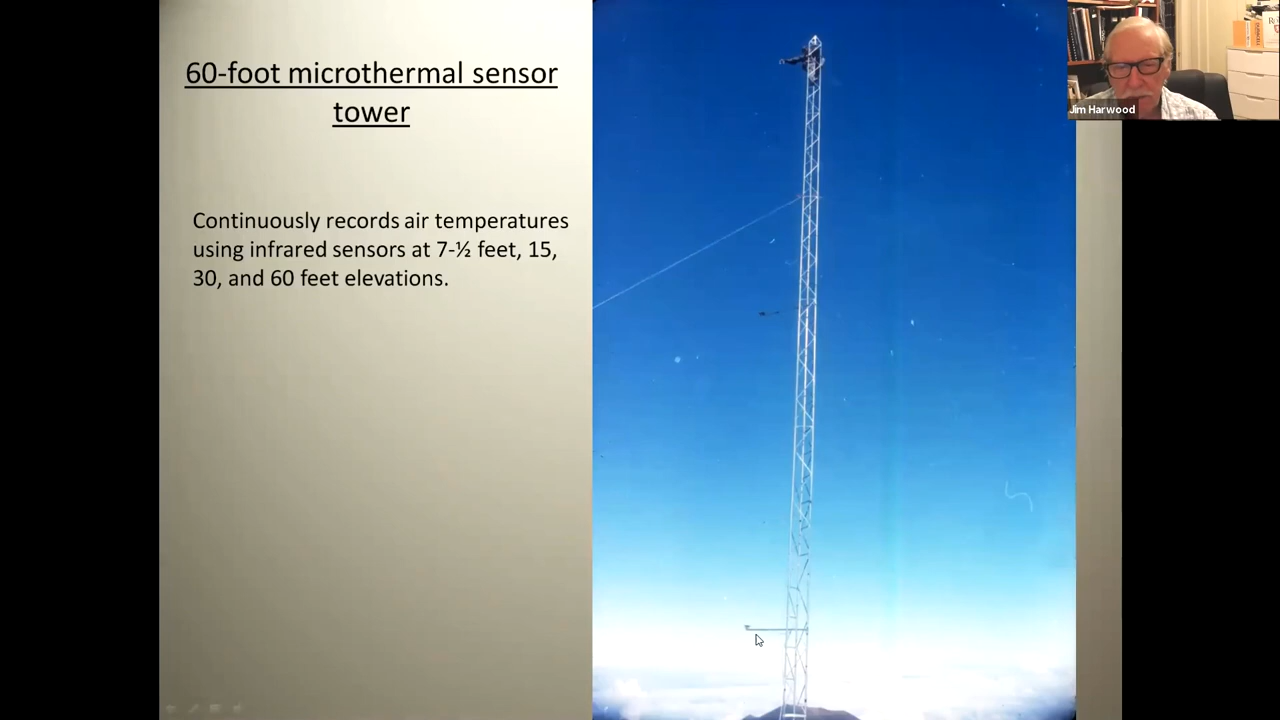 60-foot microthermal sensor
tower
Continuously records air temperatures
using infrared sensors at 7-½ feet, 15,
30, and 60 feet elevations.
Jim Harwood